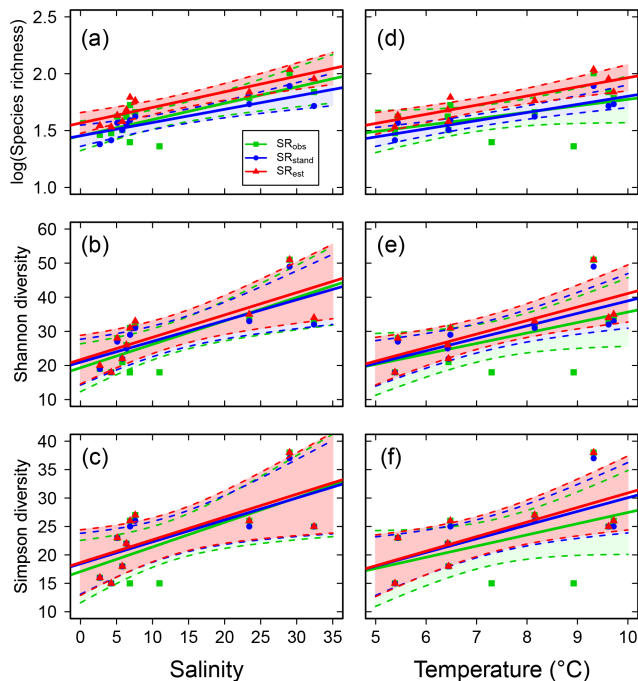 (a)
(d)
log(Species richness)
2.5
2.0
1.5
1.0
SRobs
SRstand
SRest
(b)
(e)
Shannon diversity
60
50
40
30
20
10
(c)
(f)
Simpson diversity
40
35
30
25
20
15
10
0 5 10 15 20 25 30 35
5 6 7 8 9 10
Salinity
Temperature (°C)